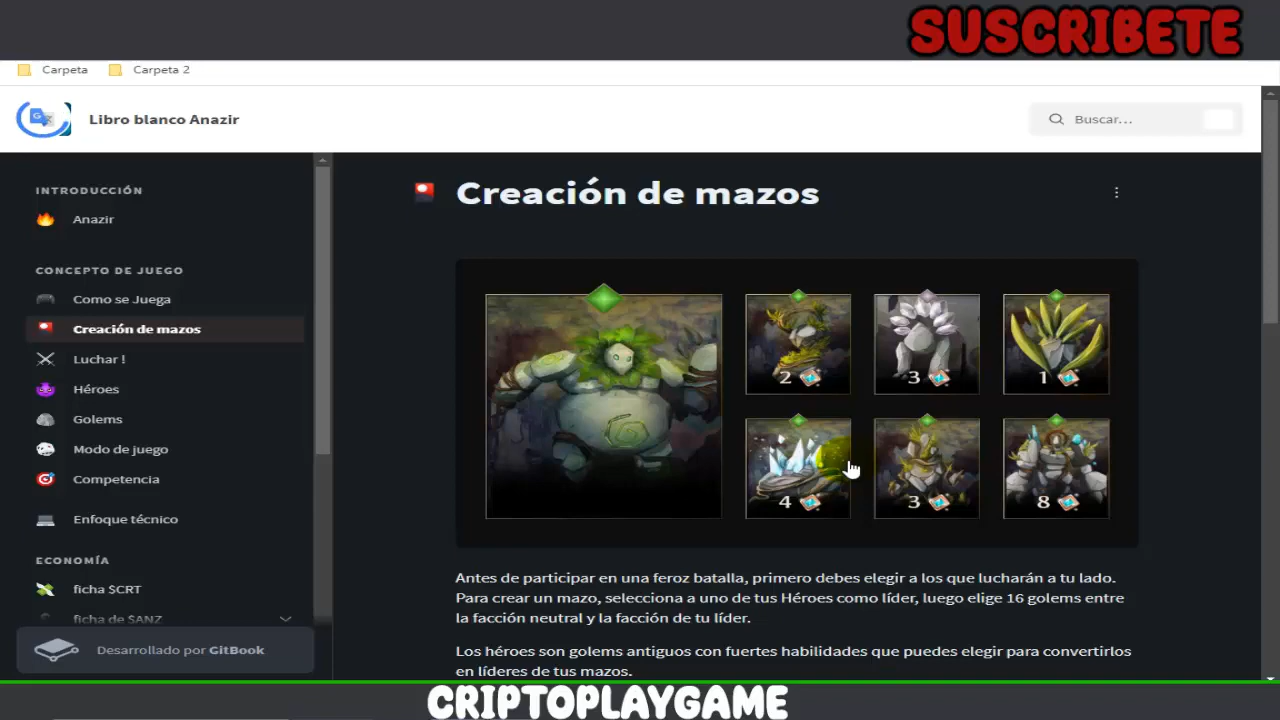 SUSCRIBETE
Carpeta
Carpeta 2
Libro blanco Anazir
Buscar...
INTRODUCCIÓN
Anazir
CONCEPTO DE JUEGO
Como se Juega
Creación de mazos
Luchar !
Héroes
Golems
Modo de juego
Competencia
Enfoque técnico
ECONOMÍA
ficha $CRT
ficha de $ANZ
Desarrollado por GitBook
Creación de mazos
2
3
1
4
3
8
Antes de participar en una feroz batalla, primero debes elegir a los que lucharán a tu lado.
Para crear un mazo, selecciona a uno de tus Héroes como líder, luego elige 16 golems entre
la facción neutral y la facción de tu líder.
Los héroes son golems antiguos con fuertes habilidades que puedes elegir para convertirlos
en líderes de tus mazos.
CRIPTOPLAYGAME